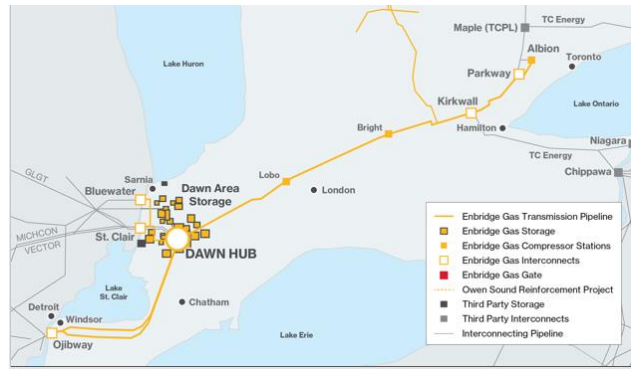 Maple (TCPL)
TC Energy
Albion
Toronto
Parkway
Lake Huron
Kirkwall
Lake Ontario
Bright
Hamilton
Niagara
TC Energy
Chippawa
GLGT
Sarnia
Dawn Area
Storage
Lobo
London
Bluewater
MICHCON
VECTOR
St. Clair
DAWN HUB
Lake
St. Clair
Chatham
Detroit
Windsor
Ojibway
Lake Erie
Enbridge Gas Transmission Pipeline
Enbridge Gas Storage
Enbridge Gas Compressor Stations
Enbridge Gas Interconnects
Enbridge Gas Gate
Owen Sound Reinforcement Project
Third Party Storage
Third Party Interconnects
Interconnecting Pipeline